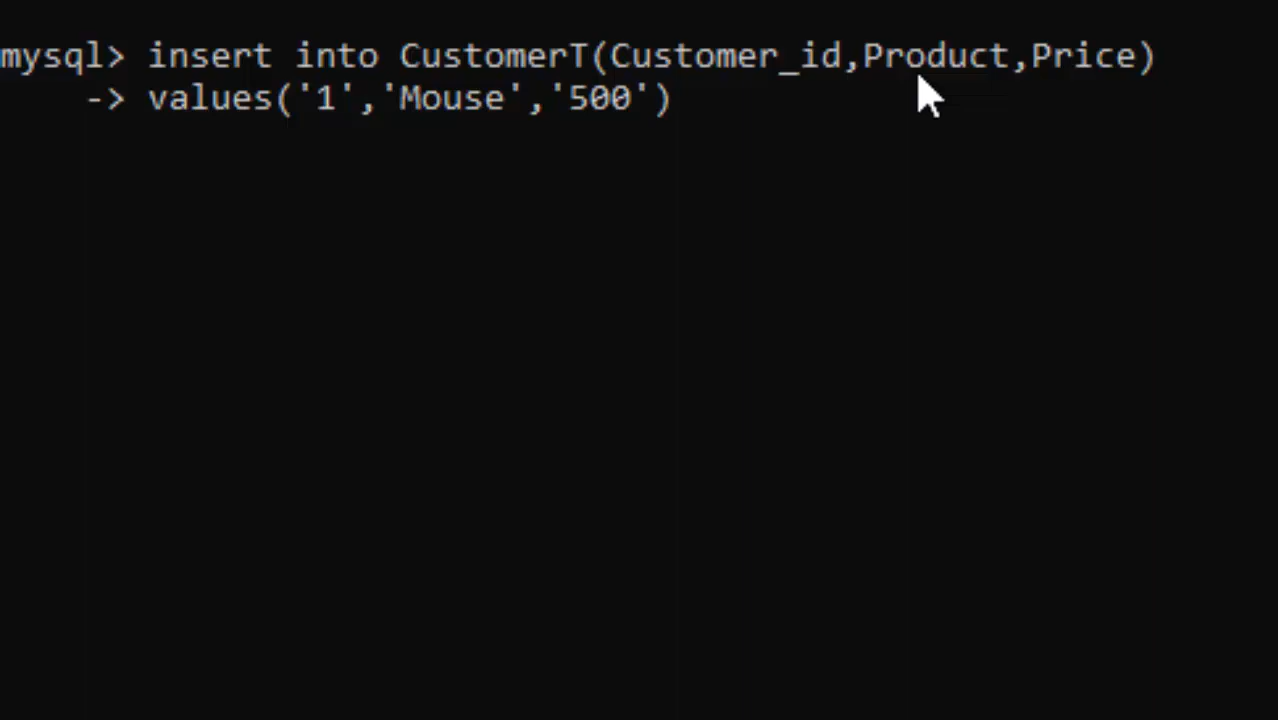 mysql> insert into CustomerT(Customer_id,Product,Price)
-> values('1','Mouse','500')